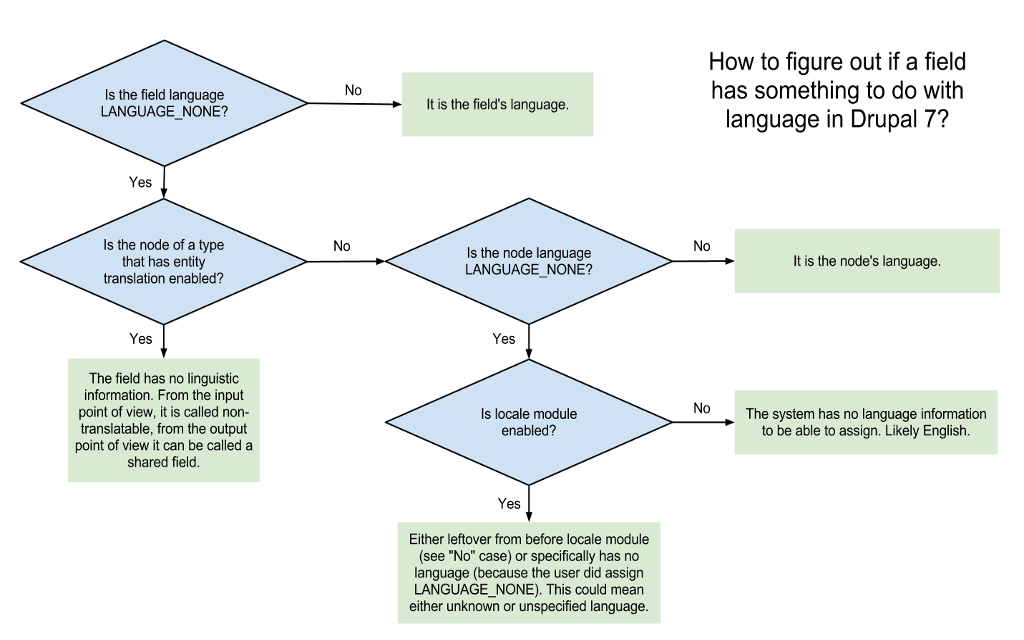 How to figure out if a field
has something to do with
language in Drupal 7?
Is the field language
LANGUAGE_NONE?
No
It is the field's language.
Yes
Is the node of a type
that has entity
translation enabled?
No
Is the node language
LANGUAGE_NONE?
No
It is the node's language.
Yes
The field has no linguistic
information. From the input
point of view, it is called non-
translatable, from the output
point of view it can be called a
shared field.
Yes
Is locale module
enabled?
No
The system has no language information
to be able to assign. Likely English.
Yes
Either leftover from before locale module
(see "No" case) or specifically has no
language (because the user did assign
LANGUAGE_NONE). This could mean
either unknown or unspecified language.